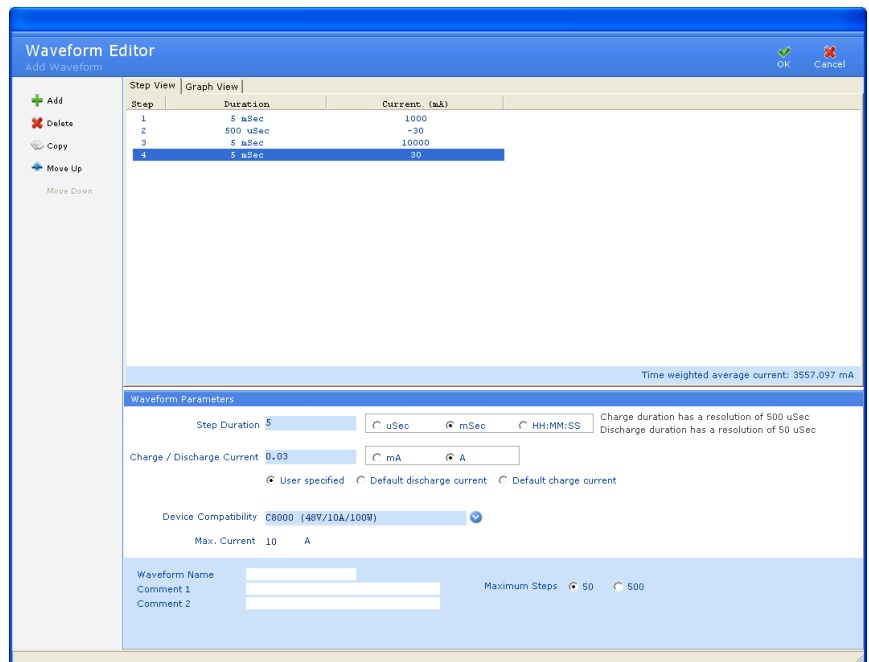 Waveform Editor
Add Waveform
OK
Cancel
Add
Delete
Copy
Move Up
Move Down
Step View
Graph View
Step Duration Current (mA)
1 5 mSec 1000
2 500 uSec -30
3 5 mSec 10000
4 5 mSec 30
Time weighted average current: 3557.097 mA
Waveform Parameters
Step Duration 5 uSec mSec HH:MM:SS
Charge duration has a resolution of 500 uSec
Discharge duration has a resolution of 50 uSec
Charge / Discharge Current 0.03 mA A
User specified Default discharge current Default charge current
Device Compatibility C8000 (48V/10A/100W)
Max. Current 10 A
Waveform Name
Comment 1
Comment 2
Maximum Steps 50 500